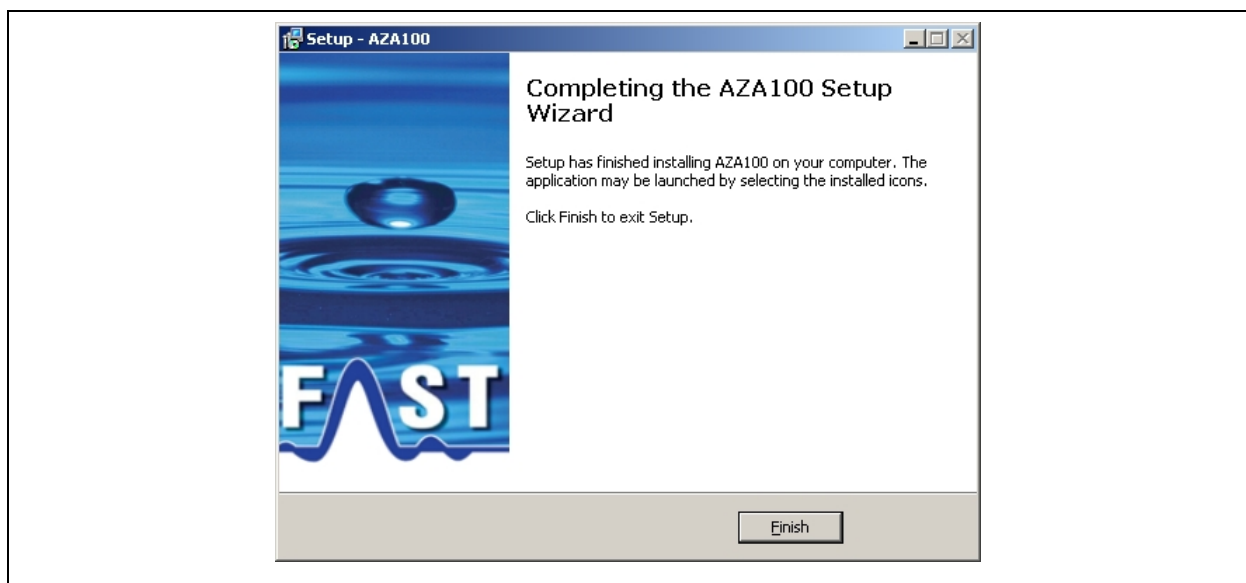 Setup - AZA100
Completing the AZA100 Setup
Wizard
Setup has finished installing AZA100 on your computer. The
application may be launched by selecting the installed icons.
Click Finish to exit Setup.
FAST
Finish